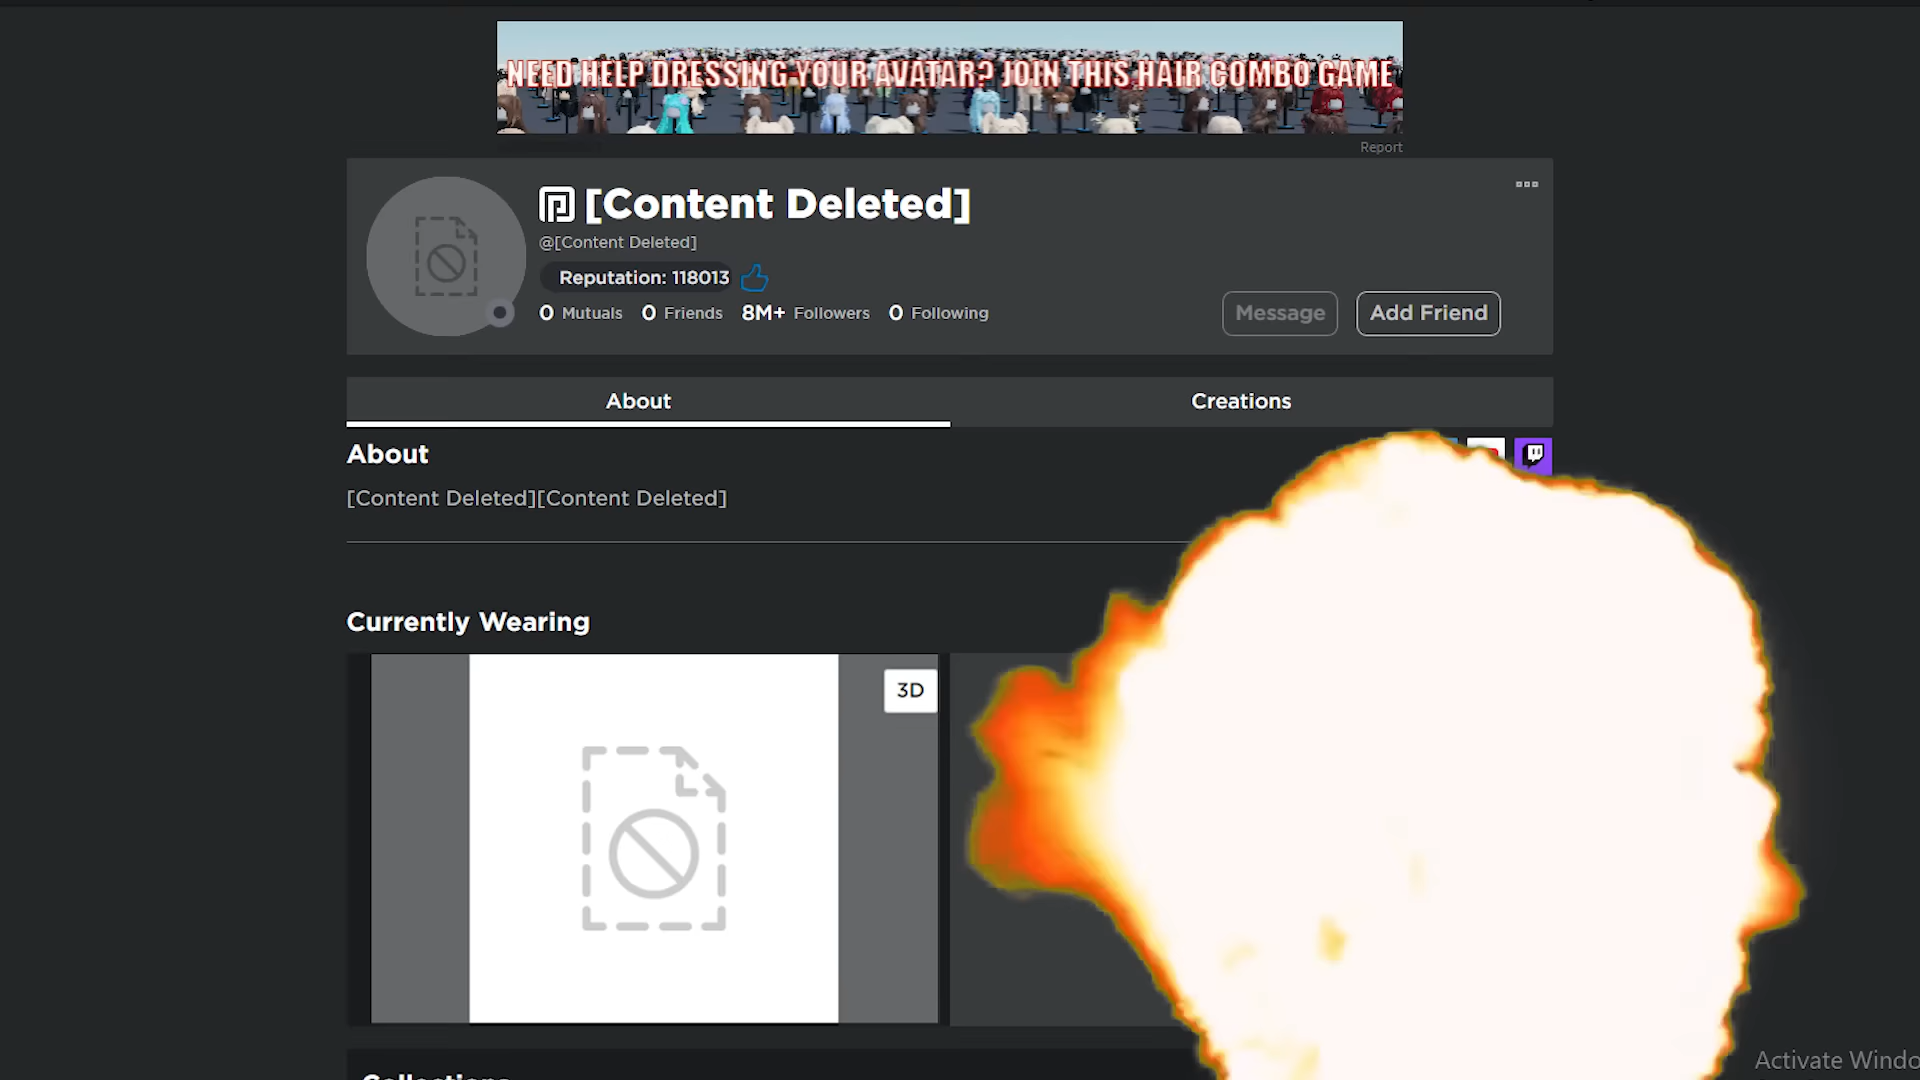 NEED HELP DRESSING YOUR AVATAR? JOIN THIS HAIR COMBO GAME
Report
[Content Deleted]
@[Content Deleted]
Reputation: 118013
0 Mutuals 0 Friends 8M+ Followers 0 Following
Message
Add Friend
About
Creations
About
[Content Deleted][Content Deleted]
Currently Wearing
3D
Collections
Activate Windo